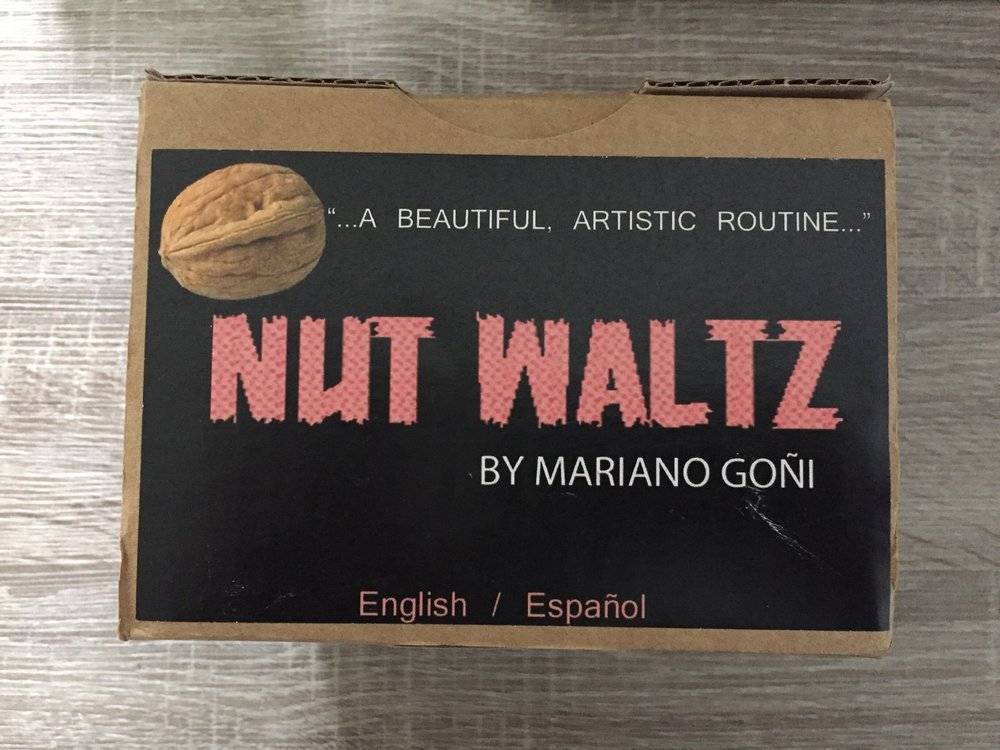 “...A BEAUTIFUL, ARTISTIC ROUTINE...”
NUT WALTZ
BY MARIANO GOÑI
English / Español